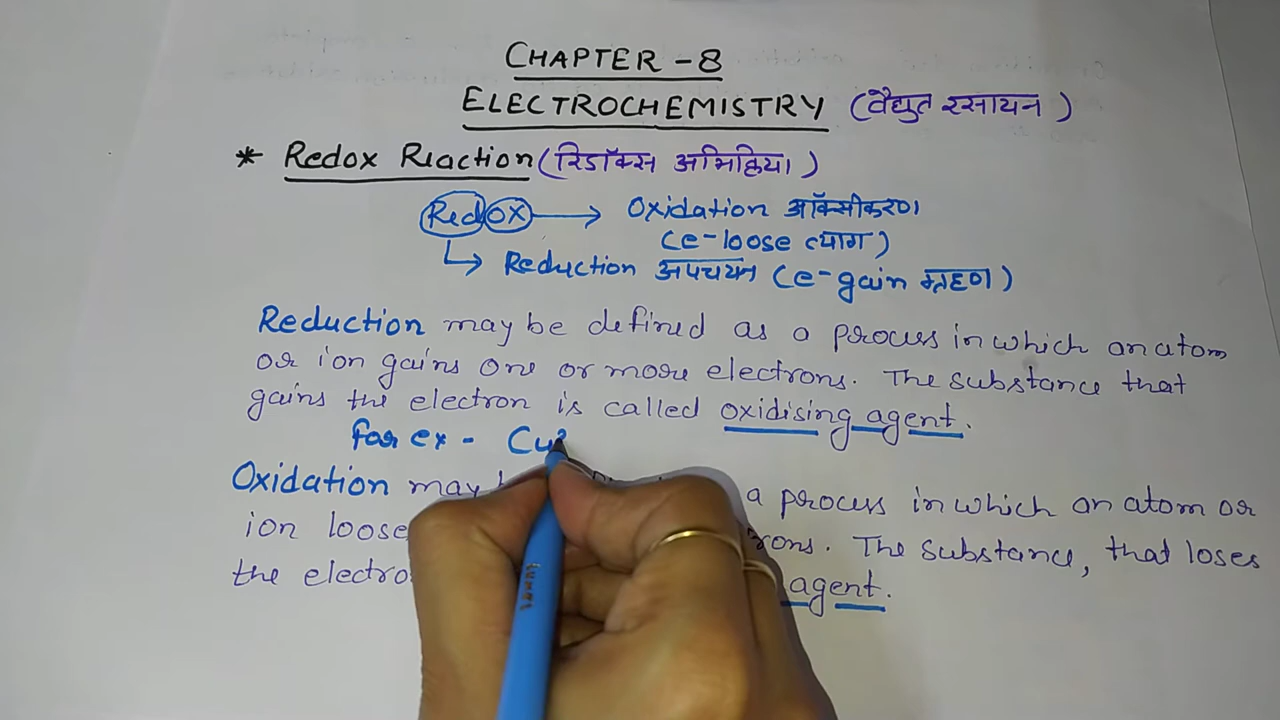 CHAPTER - 8
ELECTROCHEMISTRY (वैद्युत रसायन)
* Redox Reaction (रिडॉक्स अभिक्रिया)
Redox → Oxidation ऑक्सीकरण
(e-loose त्याग)
↳ Reduction अपचयन (e-gain ग्रहण)
Reduction may be defined as a process in which an atom
or ion gains one or more electrons. The substance that
gains the electron is called oxidising agent.
for ex - Cu
Oxidation may a process in which an atom or
ion loose The substance, that loses
the agent.